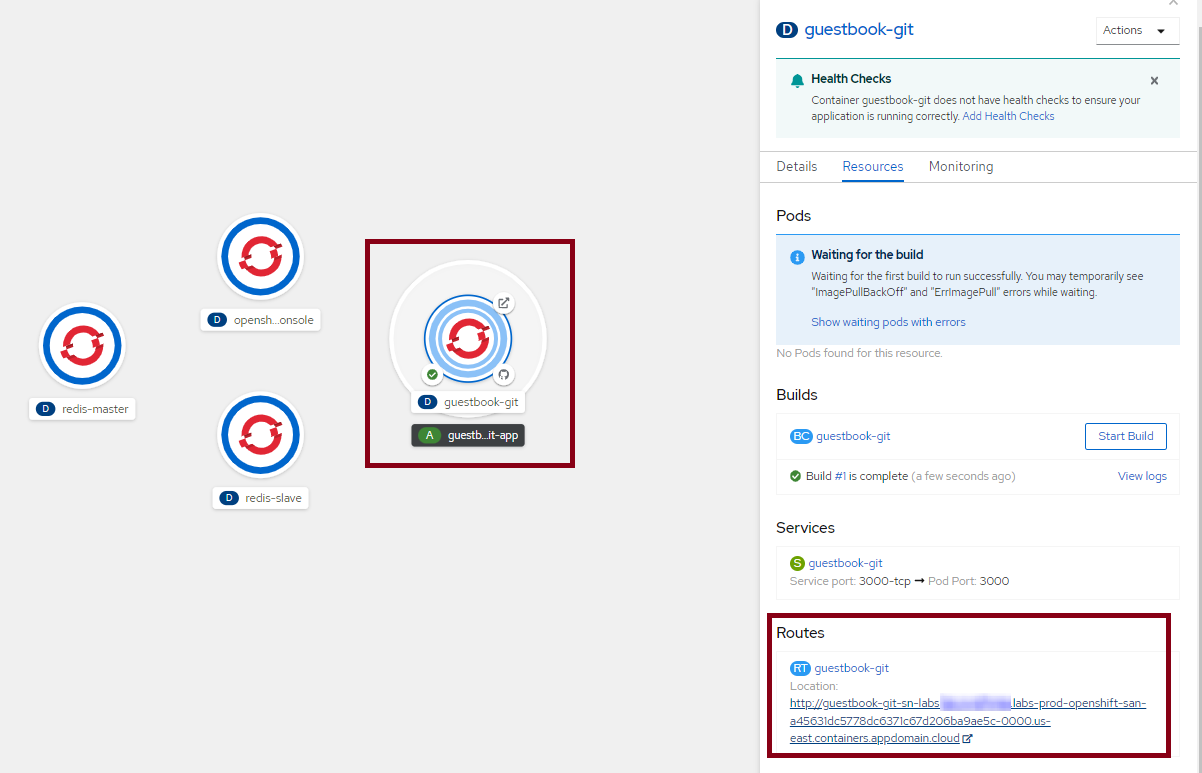 D opensh...onsole
D redis-master
D redis-slave
D guestbook-git
A guestb...it-app
D guestbook-git
Actions
Health Checks
Container guestbook-git does not have health checks to ensure your
application is running correctly. Add Health Checks
Details Resources Monitoring
Pods
Waiting for the build
Waiting for the first build to run successfully. You may temporarily see
"ImagePullBackOff" and "ErrImagePull" errors while waiting.
Show waiting pods with errors
No Pods found for this resource.
Builds
BC guestbook-git
Start Build
Build #1 is complete (a few seconds ago) View logs
Services
S guestbook-git
Service port: 3000-tcp → Pod Port: 3000
Routes
RT guestbook-git
Location:
http://guestbook-git-sn-labs .labs-prod-openshift-san-
a45631dc5778dc6371c67d206ba9ae5c-0000.us-
east.containers.appdomain.cloud